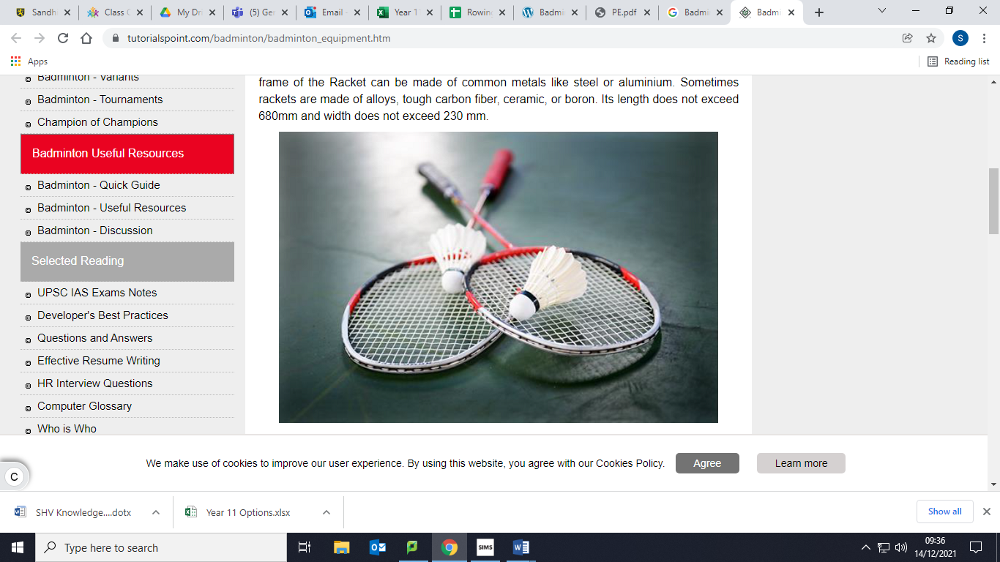 Sandh
Class C
My Dri
(5) Ger
Email -
Year 1
Rowin
Badmi
PE.pdf
Badmi
Badmi
tutorialspoint.com/badminton/badminton_equipment.htm
S
Apps
Reading list
Badminton - Variants
Badminton - Tournaments
Champion of Champions
Badminton Useful Resources
Badminton - Quick Guide
Badminton - Useful Resources
Badminton - Discussion
Selected Reading
UPSC IAS Exams Notes
Developer's Best Practices
Questions and Answers
Effective Resume Writing
HR Interview Questions
Computer Glossary
Who is Who
frame of the Racket can be made of common metals like steel or aluminium. Sometimes
rackets are made of alloys, tough carbon fiber, ceramic, or boron. Its length does not exceed
680mm and width does not exceed 230 mm.
We make use of cookies to improve our user experience. By using this website, you agree with our Cookies Policy.
Agree
Learn more
C
SHV Knowledge....dotx
Year 11 Options.xlsx
Show all
Type here to search
SIMS
09:36
14/12/2021